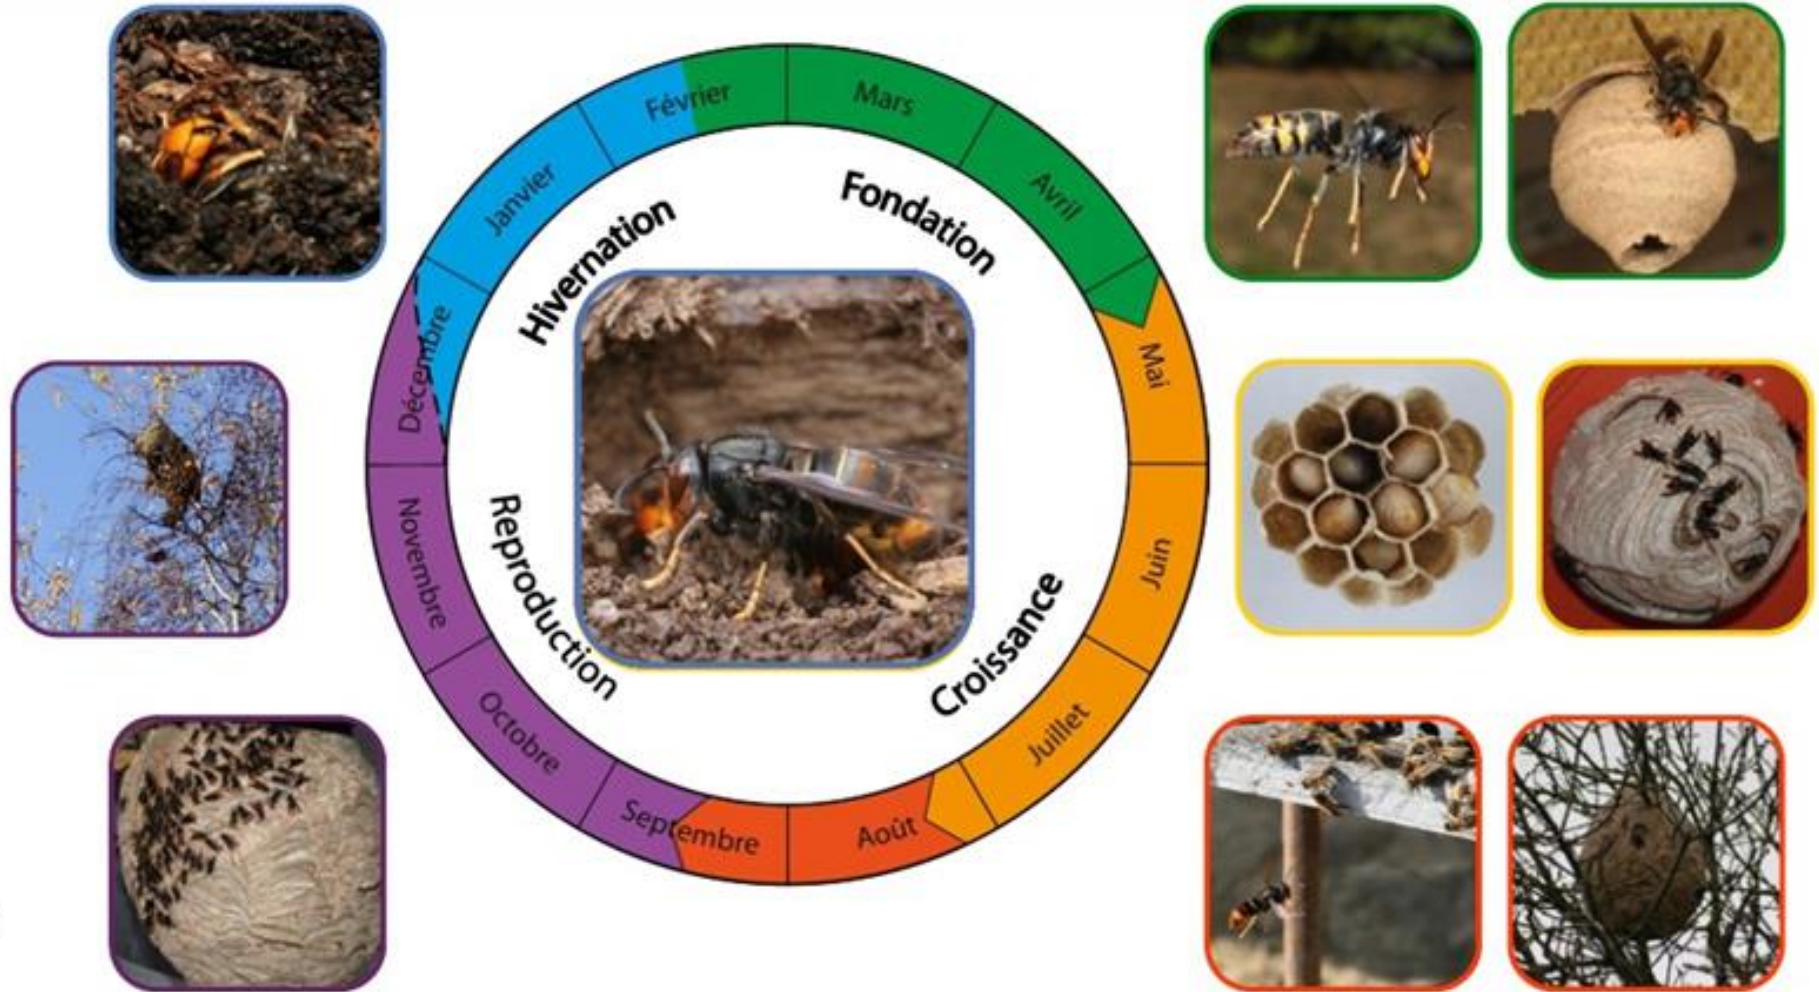 Janvier
Février
Mars
Avril
Mai
Juin
Juillet
Août
Septembre
Octobre
Novembre
Décembre
Hivernation
Fondation
Croissance
Reproduction